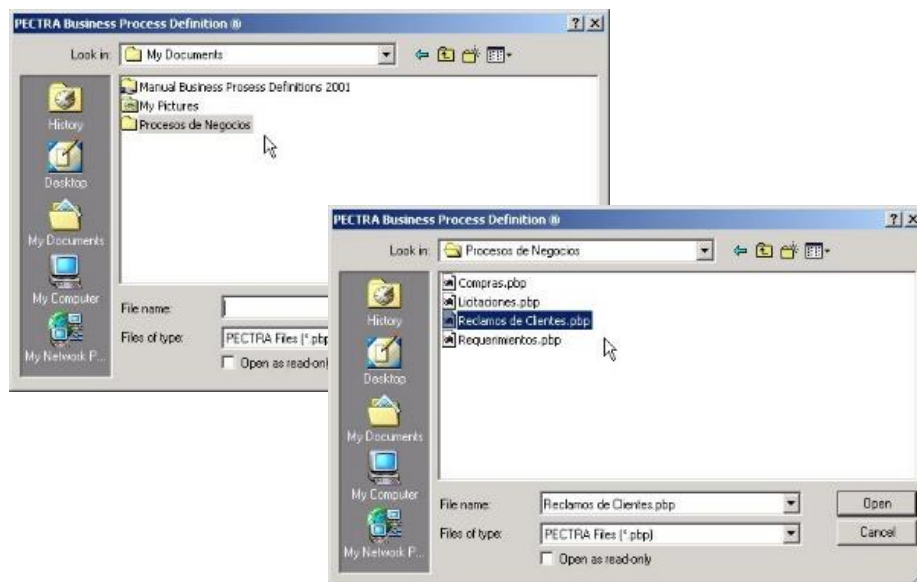 PECTRA Business Process Definition ®
Look in:
My Documents
Manual Business Prosess Definitions 2001
My Pictures
Procesos de Negocios
History
Desktop
My Documents
My Computer
My Network P...
File name:
Files of type:
PECTRA Files (*.pbp
Open as read-onl
PECTRA Business Process Definition ®
Look in:
Procesos de Negocios
Compras.pbp
Licitaciones.pbp
Reclamos de Clientes.pbp
Requerimientos.pbp
History
Desktop
My Documents
My Computer
My Network P...
File name:
Reclamos de Clientes.pbp
Open
Files of type:
PECTRA Files (*.pbp)
Cancel
Open as read-only